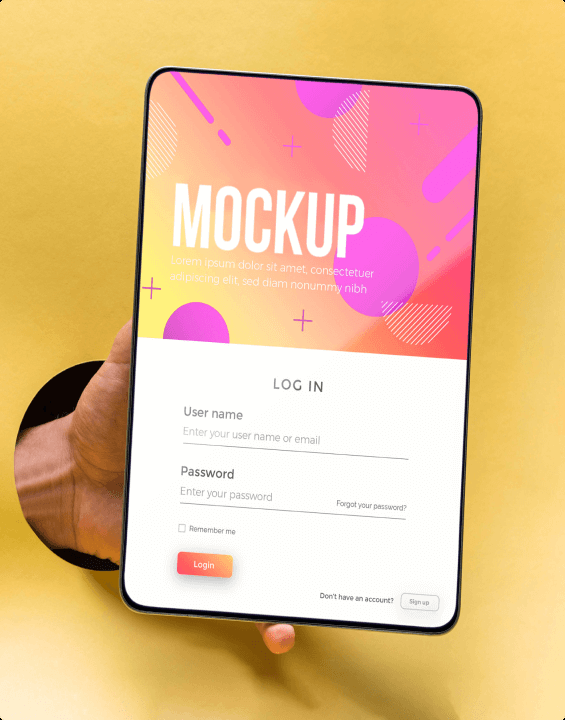 MOCKUP
Lorem ipsum dolor sit amet, consectetuer
adipiscing elit, sed diam nonummy nibh
LOG IN
User name
Enter your user name or email
Password
Enter your password
Forgot your password?
Remember me
Login
Don't have an account?
Sign up